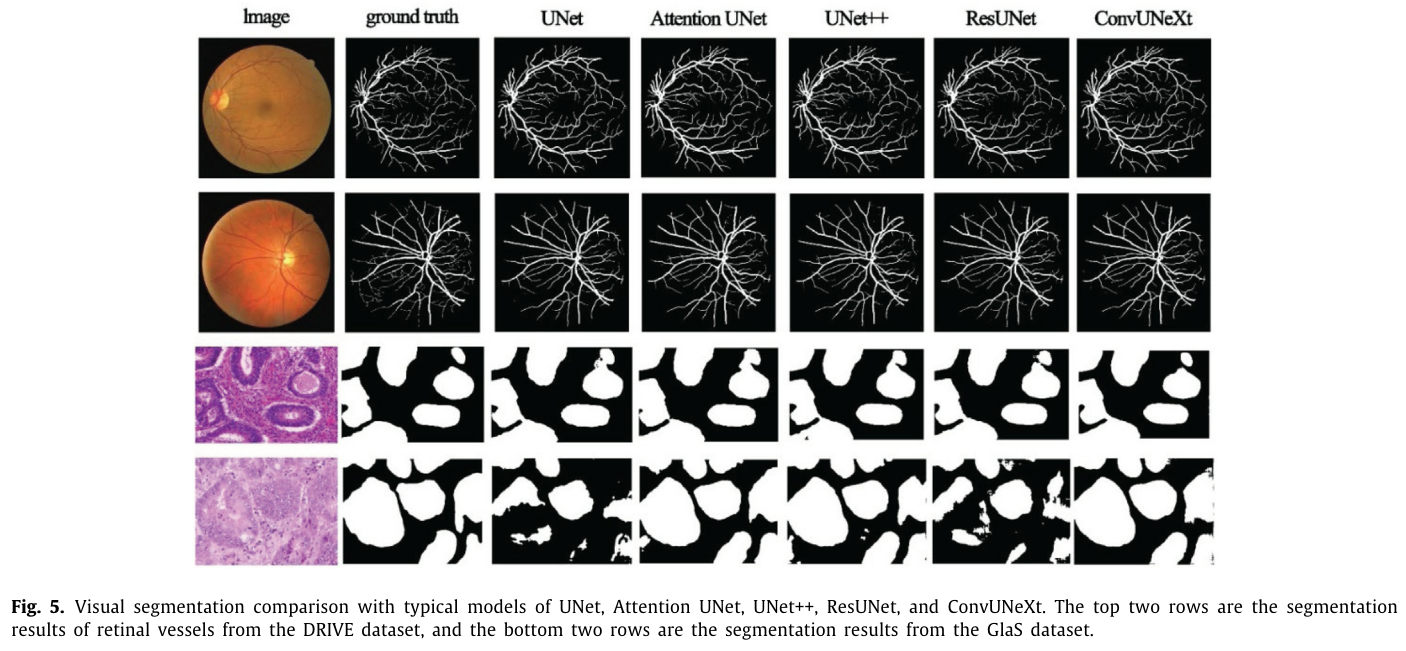 Image ground truth UNet Attention UNet UNet++ ResUNet ConvUNeXt
Fig. 5. Visual segmentation comparison with typical models of UNet, Attention UNet, UNet++, ResUNet, and ConvUNeXt. The top two rows are the segmentation
results of retinal vessels from the DRIVE dataset, and the bottom two rows are the segmentation results from the GlaS dataset.